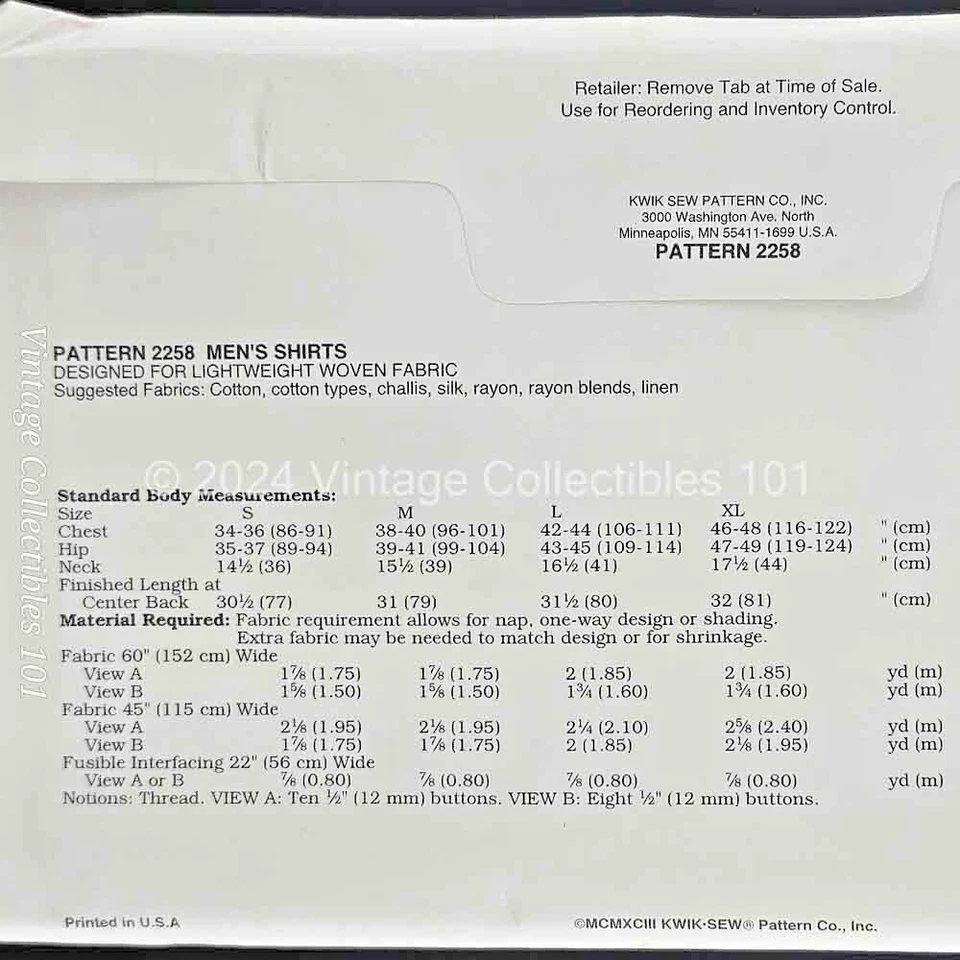 Retailer: Remove Tab at Time of Sale.
Use for Reordering and Inventory Control.
KWIK SEW PATTERN CO., INC.
3000 Washington Ave. North
Minneapolis, MN 55411-1699 U.S.A.
PATTERN 2258
PATTERN 2258 MEN'S SHIRTS
DESIGNED FOR LIGHTWEIGHT WOVEN FABRIC
Suggested Fabrics: Cotton, cotton types, challis, silk, rayon, rayon blends, linen
© 2024 Vintage Collectibles 101
Vintage Collectibles 101
Standard Body Measurements:
Size S M L XL
Chest 34-36 (86-91) 38-40 (96-101) 42-44 (106-111) 46-48 (116-122) " (cm)
Hip 35-37 (89-94) 39-41 (99-104) 43-45 (109-114) 47-49 (119-124) " (cm)
Neck 14½ (36) 15½ (39) 16½ (41) 17½ (44) " (cm)
Finished Length at
Center Back 30½ (77) 31 (79) 31½ (80) 32 (81) " (cm)
Material Required: Fabric requirement allows for nap, one-way design or shading.
Extra fabric may be needed to match design or for shrinkage.
Fabric 60" (152 cm) Wide
View A 1⅞ (1.75) 1⅞ (1.75) 2 (1.85) 2 (1.85) yd (m)
View B 1⅝ (1.50) 1⅝ (1.50) 1¾ (1.60) 1¾ (1.60) yd (m)
Fabric 45" (115 cm) Wide
View A 2⅛ (1.95) 2⅛ (1.95) 2¼ (2.10) 2⅝ (2.40) yd (m)
View B 1⅞ (1.75) 1⅞ (1.75) 2 (1.85) 2⅛ (1.95) yd (m)
Fusible Interfacing 22" (56 cm) Wide
View A or B ⅞ (0.80) ⅞ (0.80) ⅞ (0.80) ⅞ (0.80) yd (m)
Notions: Thread. VIEW A: Ten ½" (12 mm) buttons. VIEW B: Eight ½" (12 mm) buttons.
Printed in U.S.A
©MCMXCIII KWIK•SEW® Pattern Co., Inc.